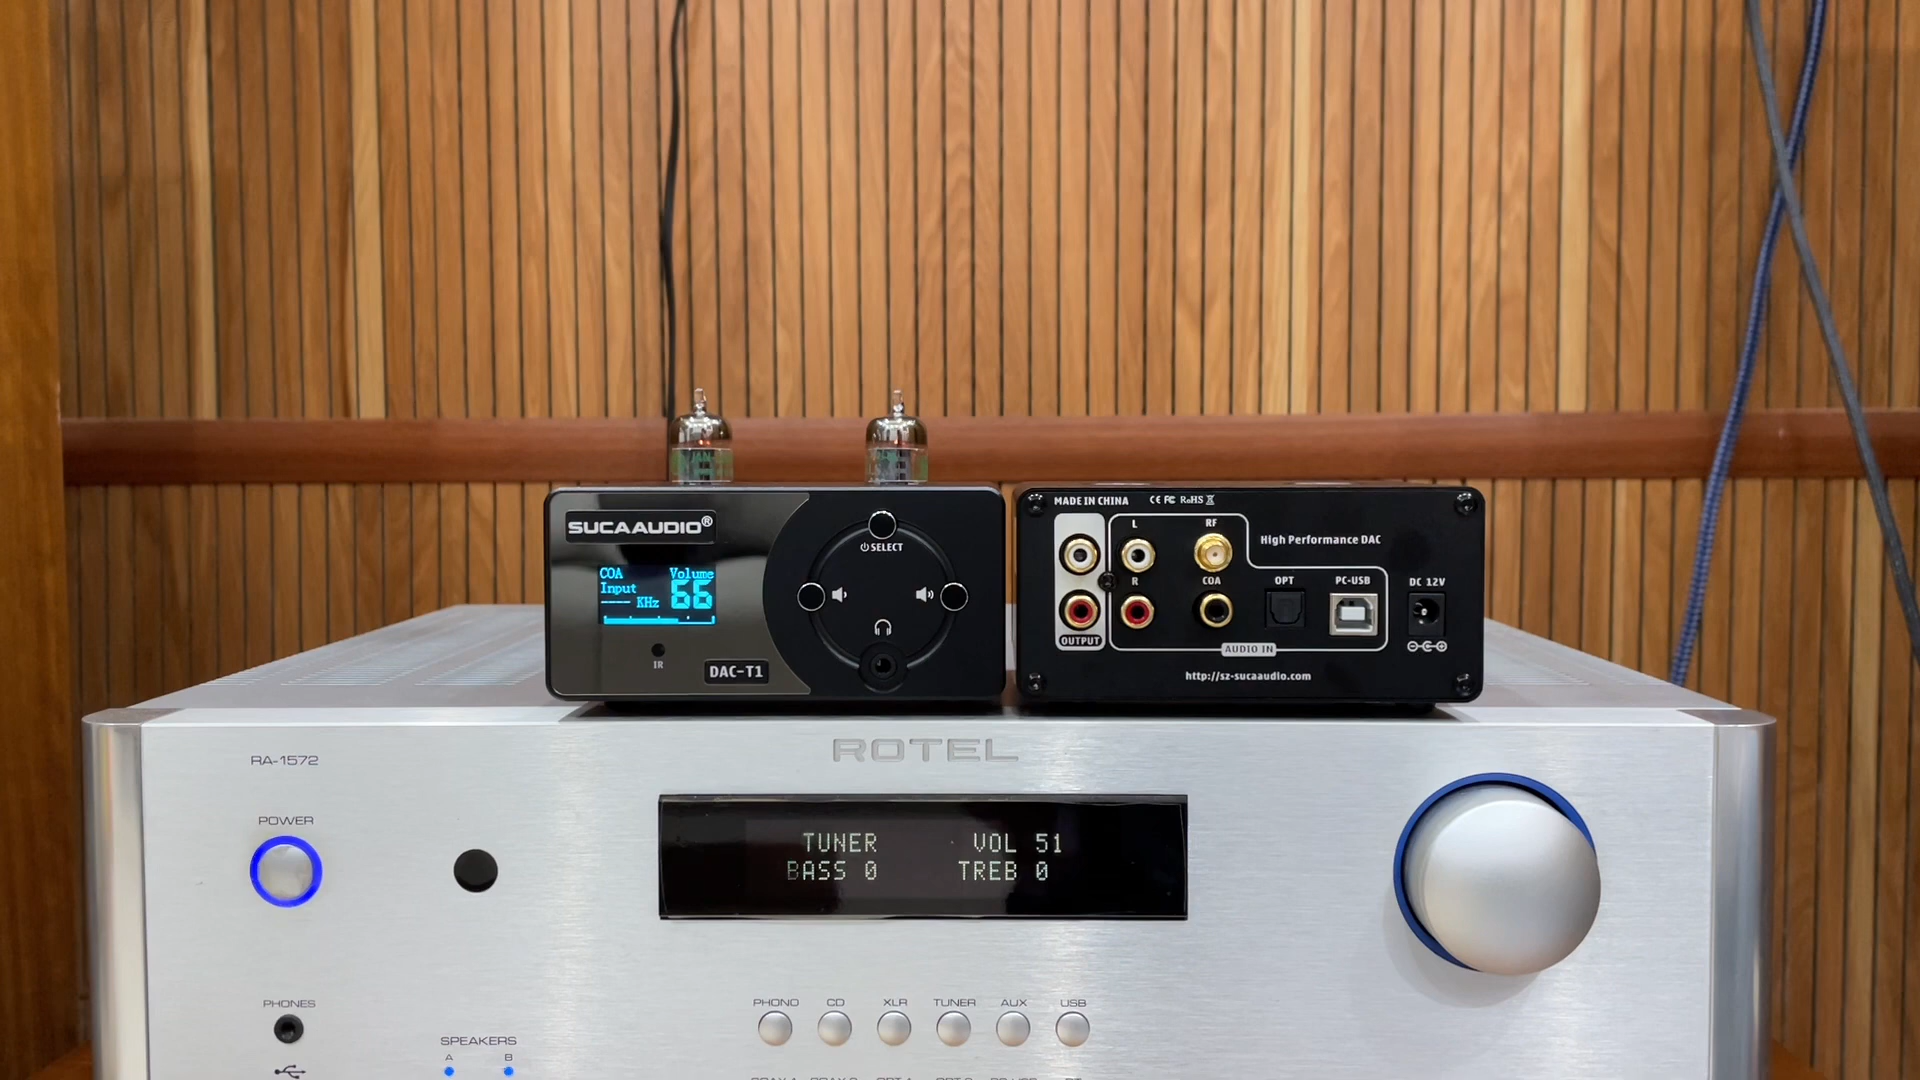 SUCAAUDIO®
COA Volume
Input 66
---- KHz
IR
DAC-T1
SELECT
MADE IN CHINA CE FC RoHS
L RF
High Performance DAC
R COA OPT PC-USB DC 12V
OUTPUT
AUDIO IN
http://sz-sucaaudio.com
ROTEL
RA-1572
POWER
TUNER VOL 51
BASS 0 TREB 0
PHONES
SPEAKERS
A B
PHONO CD XLR TUNER AUX USB